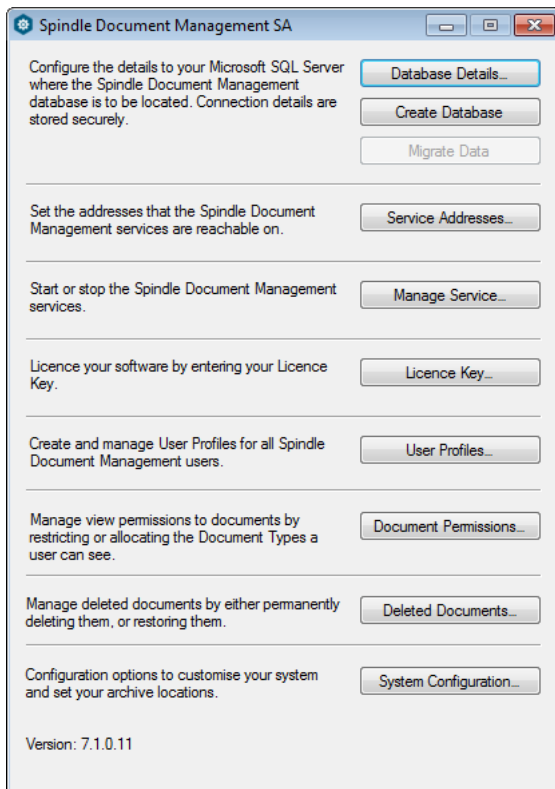 Spindle Document Management SA
Configure the details to your Microsoft SQL Server
where the Spindle Document Management
database is to be located. Connection details are
stored securely.
Database Details...
Create Database
Migrate Data
Set the addresses that the Spindle Document
Management services are reachable on.
Service Addresses...
Start or stop the Spindle Document Management
services.
Manage Service...
Licence your software by entering your Licence
Key.
Licence Key...
Create and manage User Profiles for all Spindle
Document Management users.
User Profiles...
Manage view permissions to documents by
restricting or allocating the Document Types a
user can see.
Document Permissions...
Manage deleted documents by either permanently
deleting them, or restoring them.
Deleted Documents...
Configuration options to customise your system
and set your archive locations.
System Configuration...
Version: 7.1.0.11